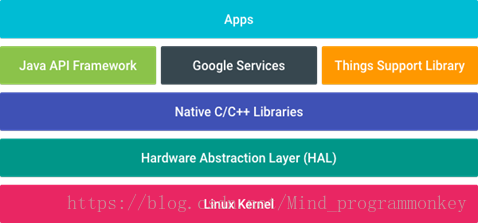 Apps
Java API Framework
Google Services
Things Support Library
Native C/C++ Libraries
Hardware Abstraction Layer (HAL)
Linux Kernel
https://blog.csdn.net/Mind_programmonkey